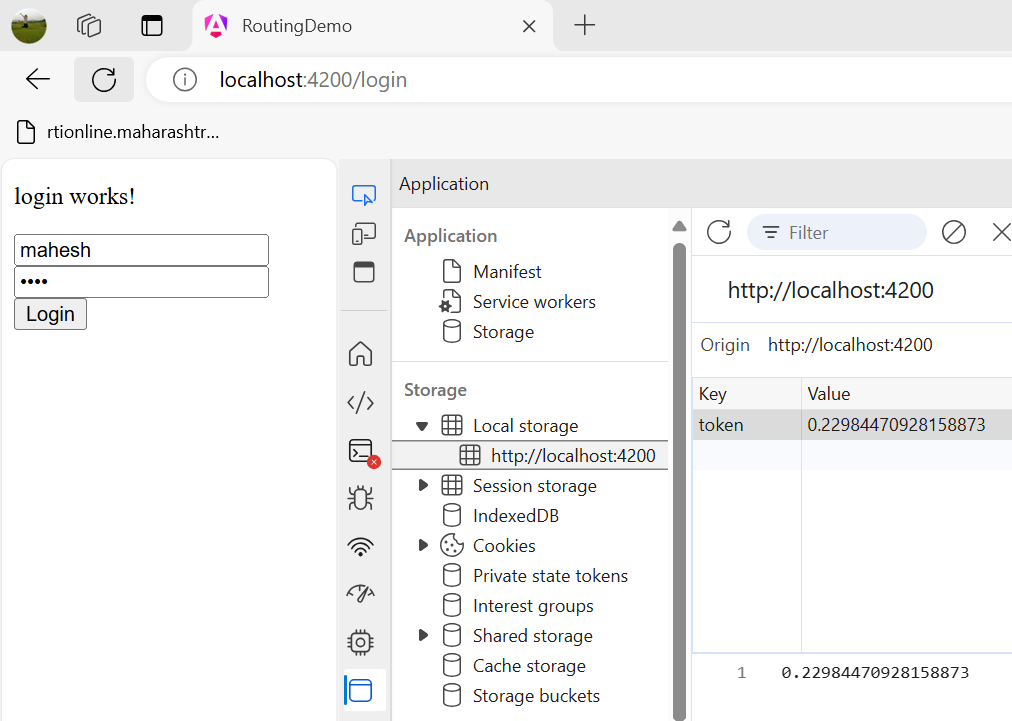 RoutingDemo
localhost:4200/login
rtionline.maharashtr...
login works!
mahesh
••••
Login
Application
Application
Manifest
Service workers
Storage
Storage
Local storage
http://localhost:4200
Session storage
IndexedDB
Cookies
Private state tokens
Interest groups
Shared storage
Cache storage
Storage buckets
Filter
http://localhost:4200
Origin http://localhost:4200
Key Value
token 0.22984470928158873
1 0.22984470928158873